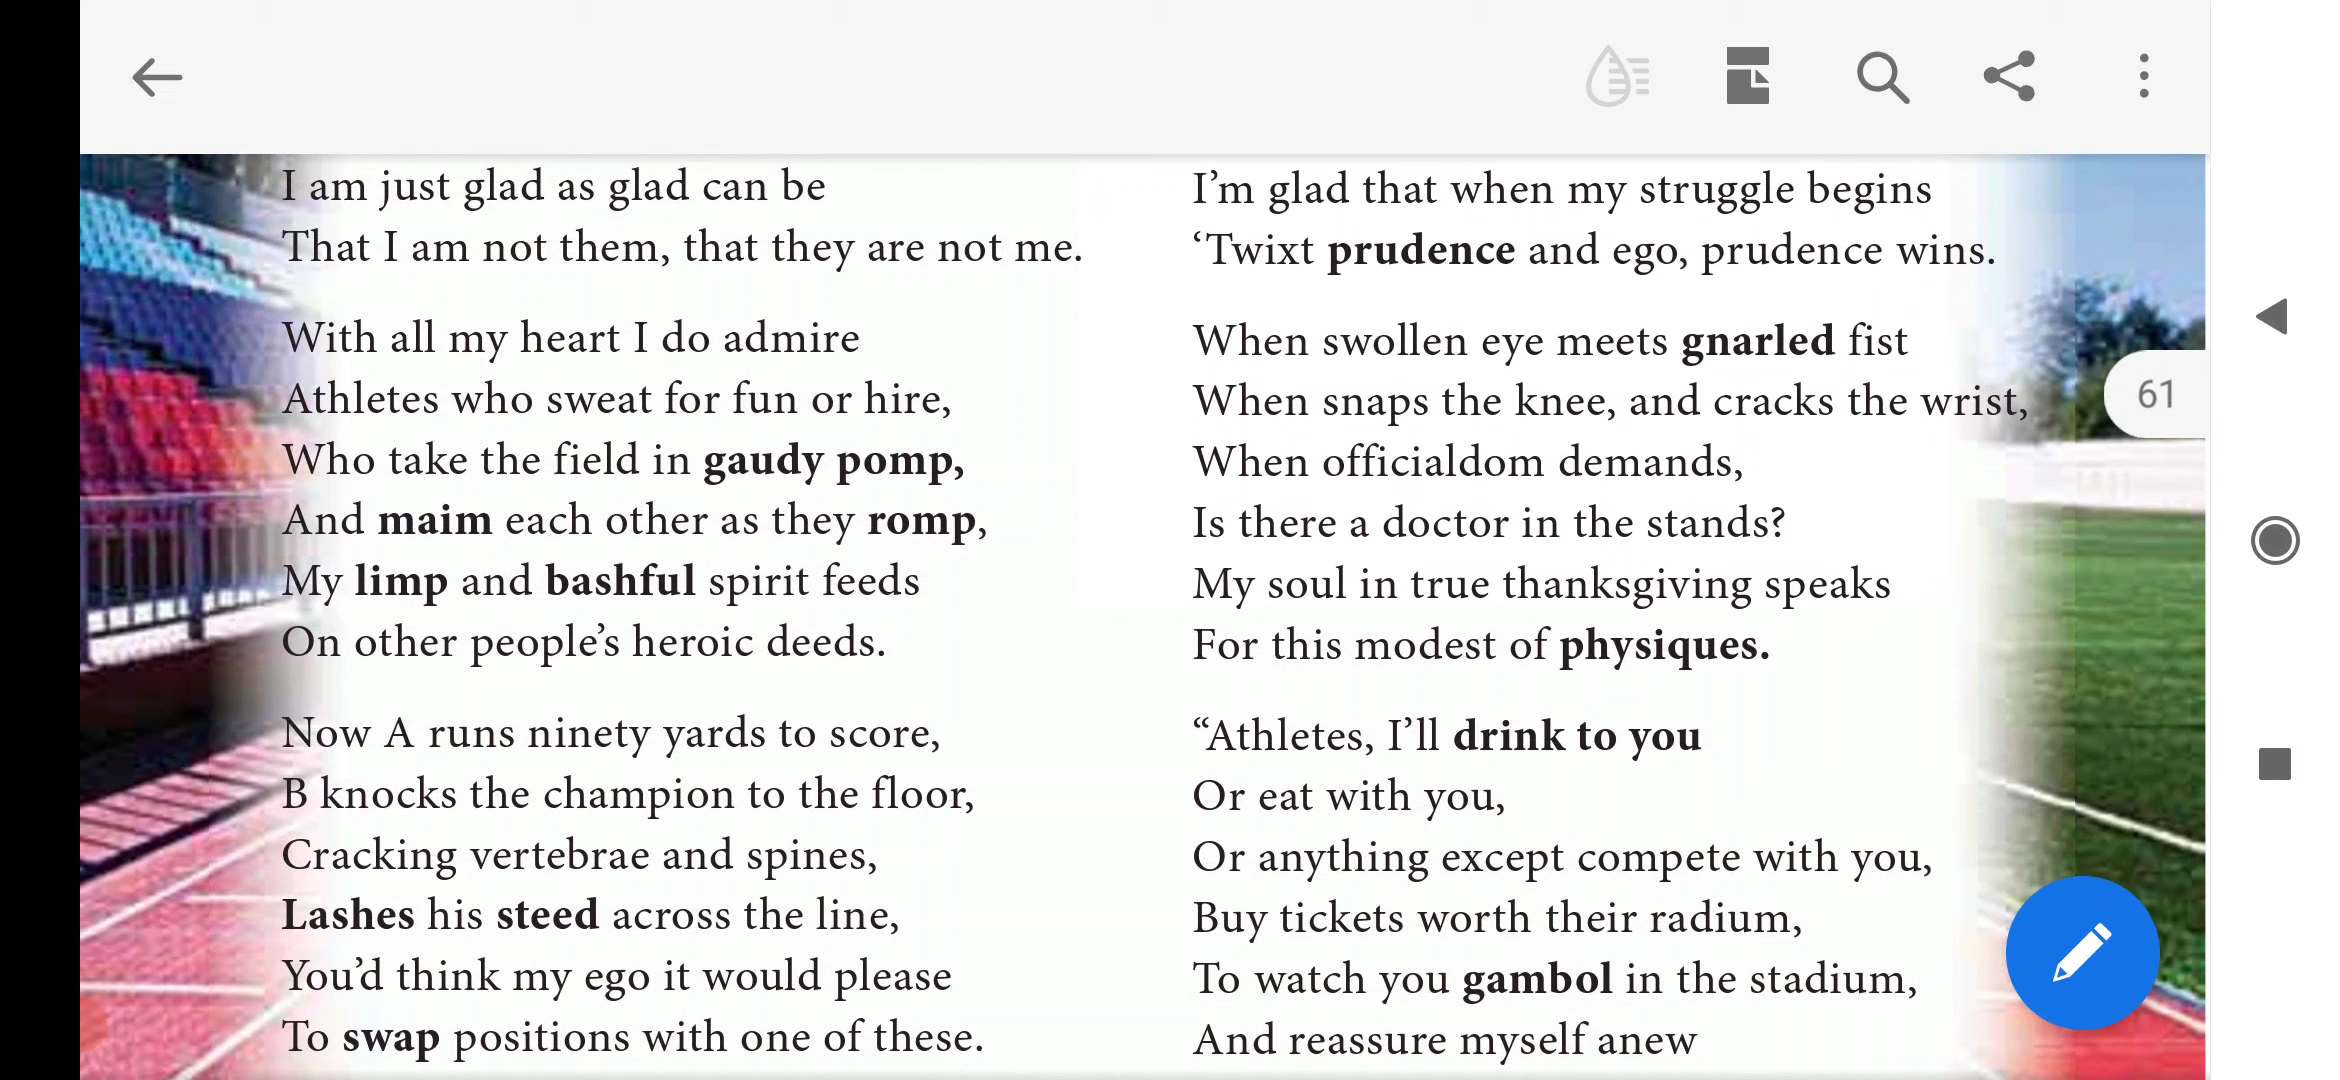 I am just glad as glad can be
That I am not them, that they are not me.
With all my heart I do admire
Athletes who sweat for fun or hire,
Who take the field in gaudy pomp,
And maim each other as they romp,
My limp and bashful spirit feeds
On other people’s heroic deeds.
Now A runs ninety yards to score,
B knocks the champion to the floor,
Cracking vertebrae and spines,
Lashes his steed across the line,
You’d think my ego it would please
To swap positions with one of these.
I’m glad that when my struggle begins
‘Twixt prudence and ego, prudence wins.
When swollen eye meets gnarled fist
When snaps the knee, and cracks the wrist,
When officialdom demands,
Is there a doctor in the stands?
My soul in true thanksgiving speaks
For this modest of physiques.
“Athletes, I’ll drink to you
Or eat with you,
Or anything except compete with you,
Buy tickets worth their radium,
To watch you gambol in the stadium,
And reassure myself anew
61